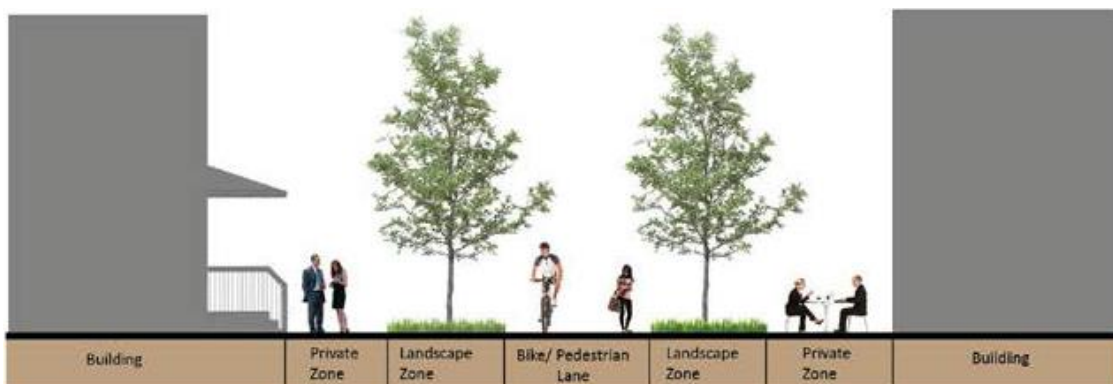 Building
Private
Zone
Landscape
Zone
Bike/ Pedestrian
Lane
Landscape
Zone
Private
Zone
Building